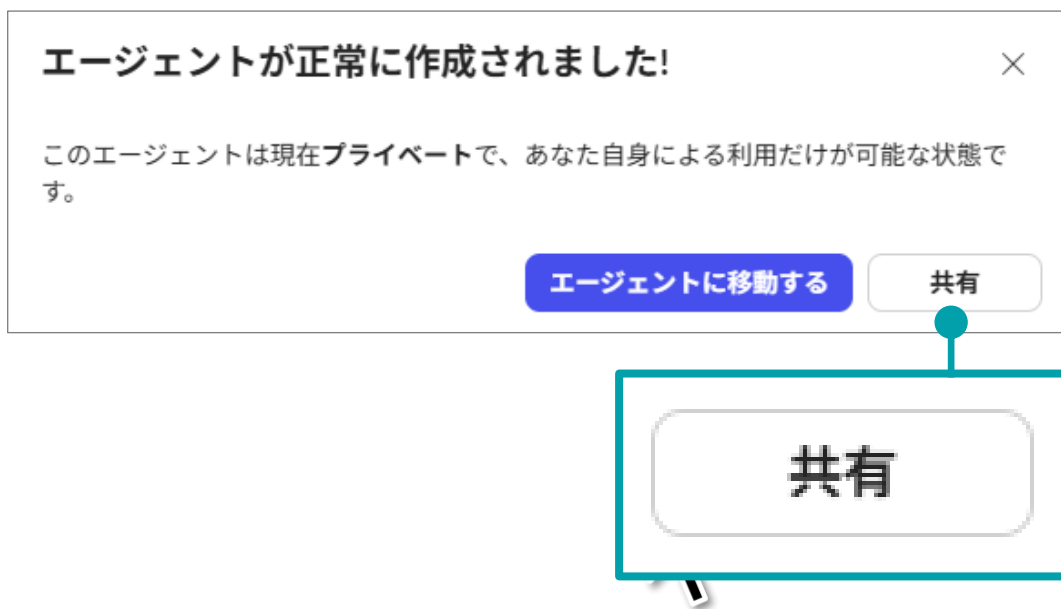 エージェントが正常に作成されました!
このエージェントは現在プライベートで、あなた自身による利用だけが可能な状態で
す。
エージェントに移動する
共有
共有